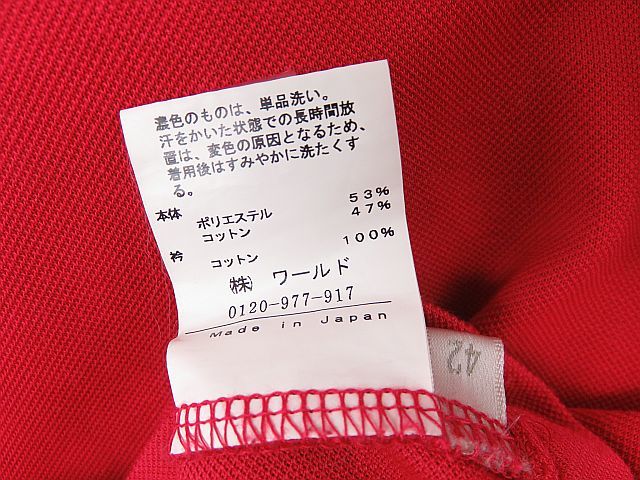 濃色のものは、単品洗い。
汗をかいた状態での長時間放
置は、変色の原因となるため、
着用後はすみやかに洗たくす
る。
本体 ポリエステル 53%
コットン 47%
衿 コットン 100%
㈱ ワールド
0120-977-917
Made in Japan
42